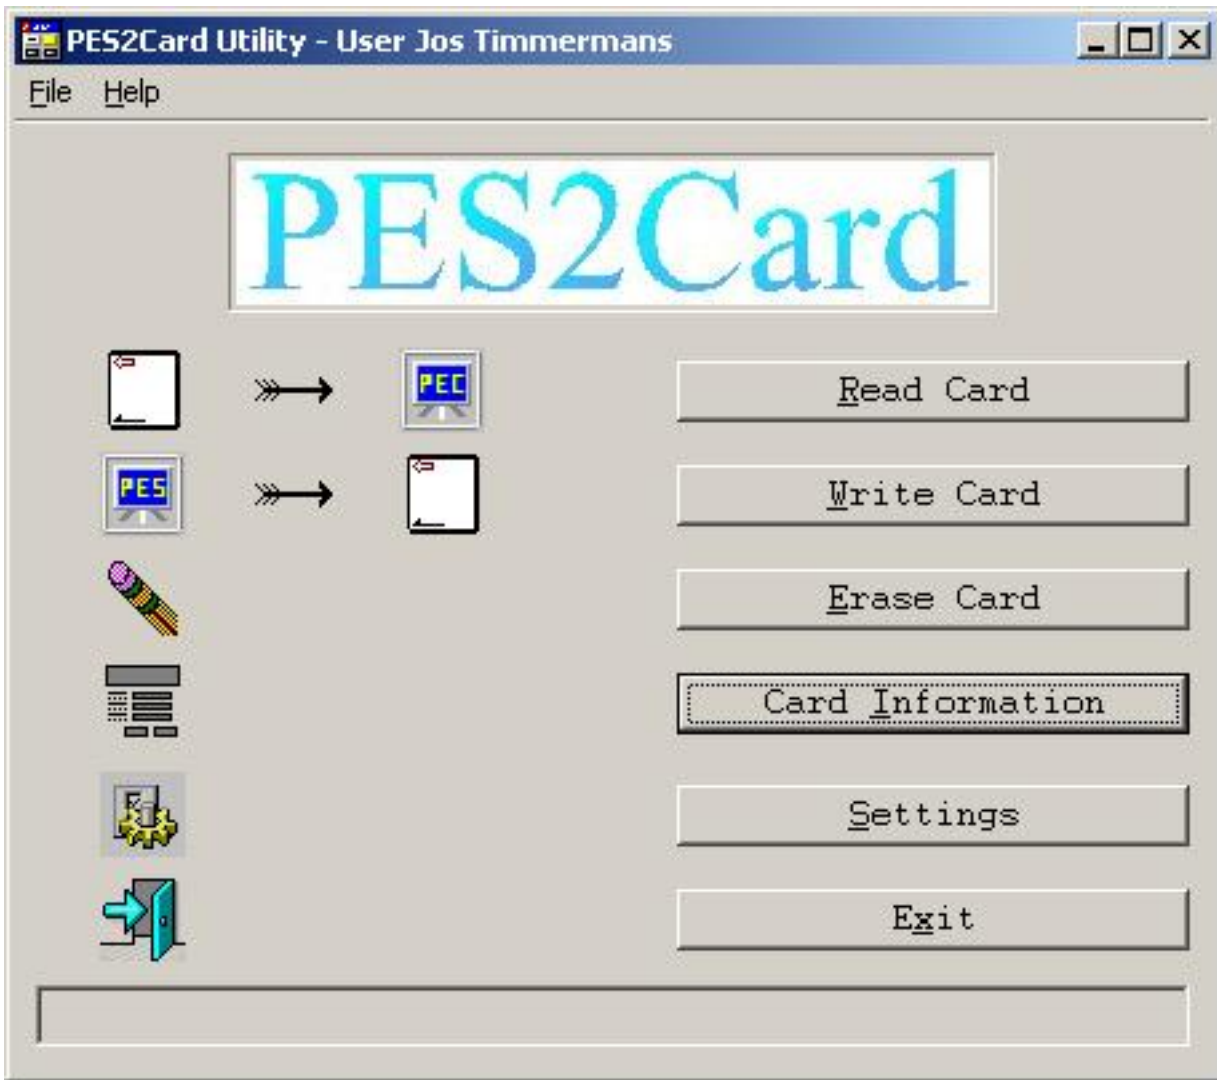 PES2Card Utility - User Jos Timmermans
File Help
PES2Card
PEC
Read Card
PES
Write Card
Erase Card
Card Information
Settings
Exit